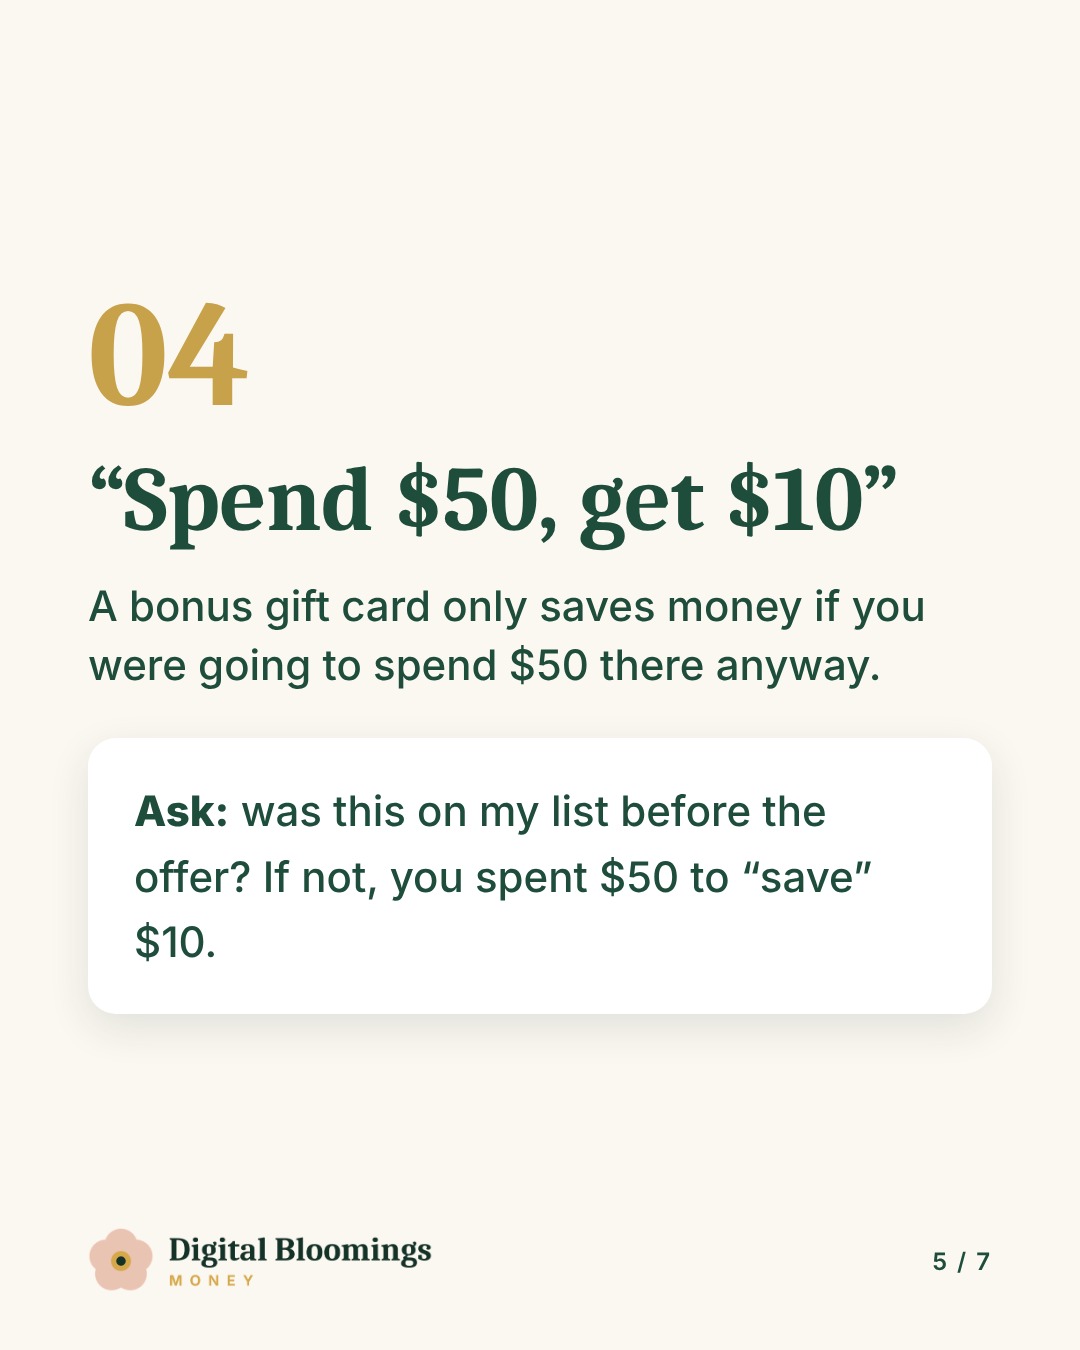 04
“Spend $50, get $10”
A bonus gift card only saves money if you
were going to spend $50 there anyway.
Ask: was this on my list before the
offer? If not, you spent $50 to “save”
$10.
Digital Bloomings
MONEY
5 / 7